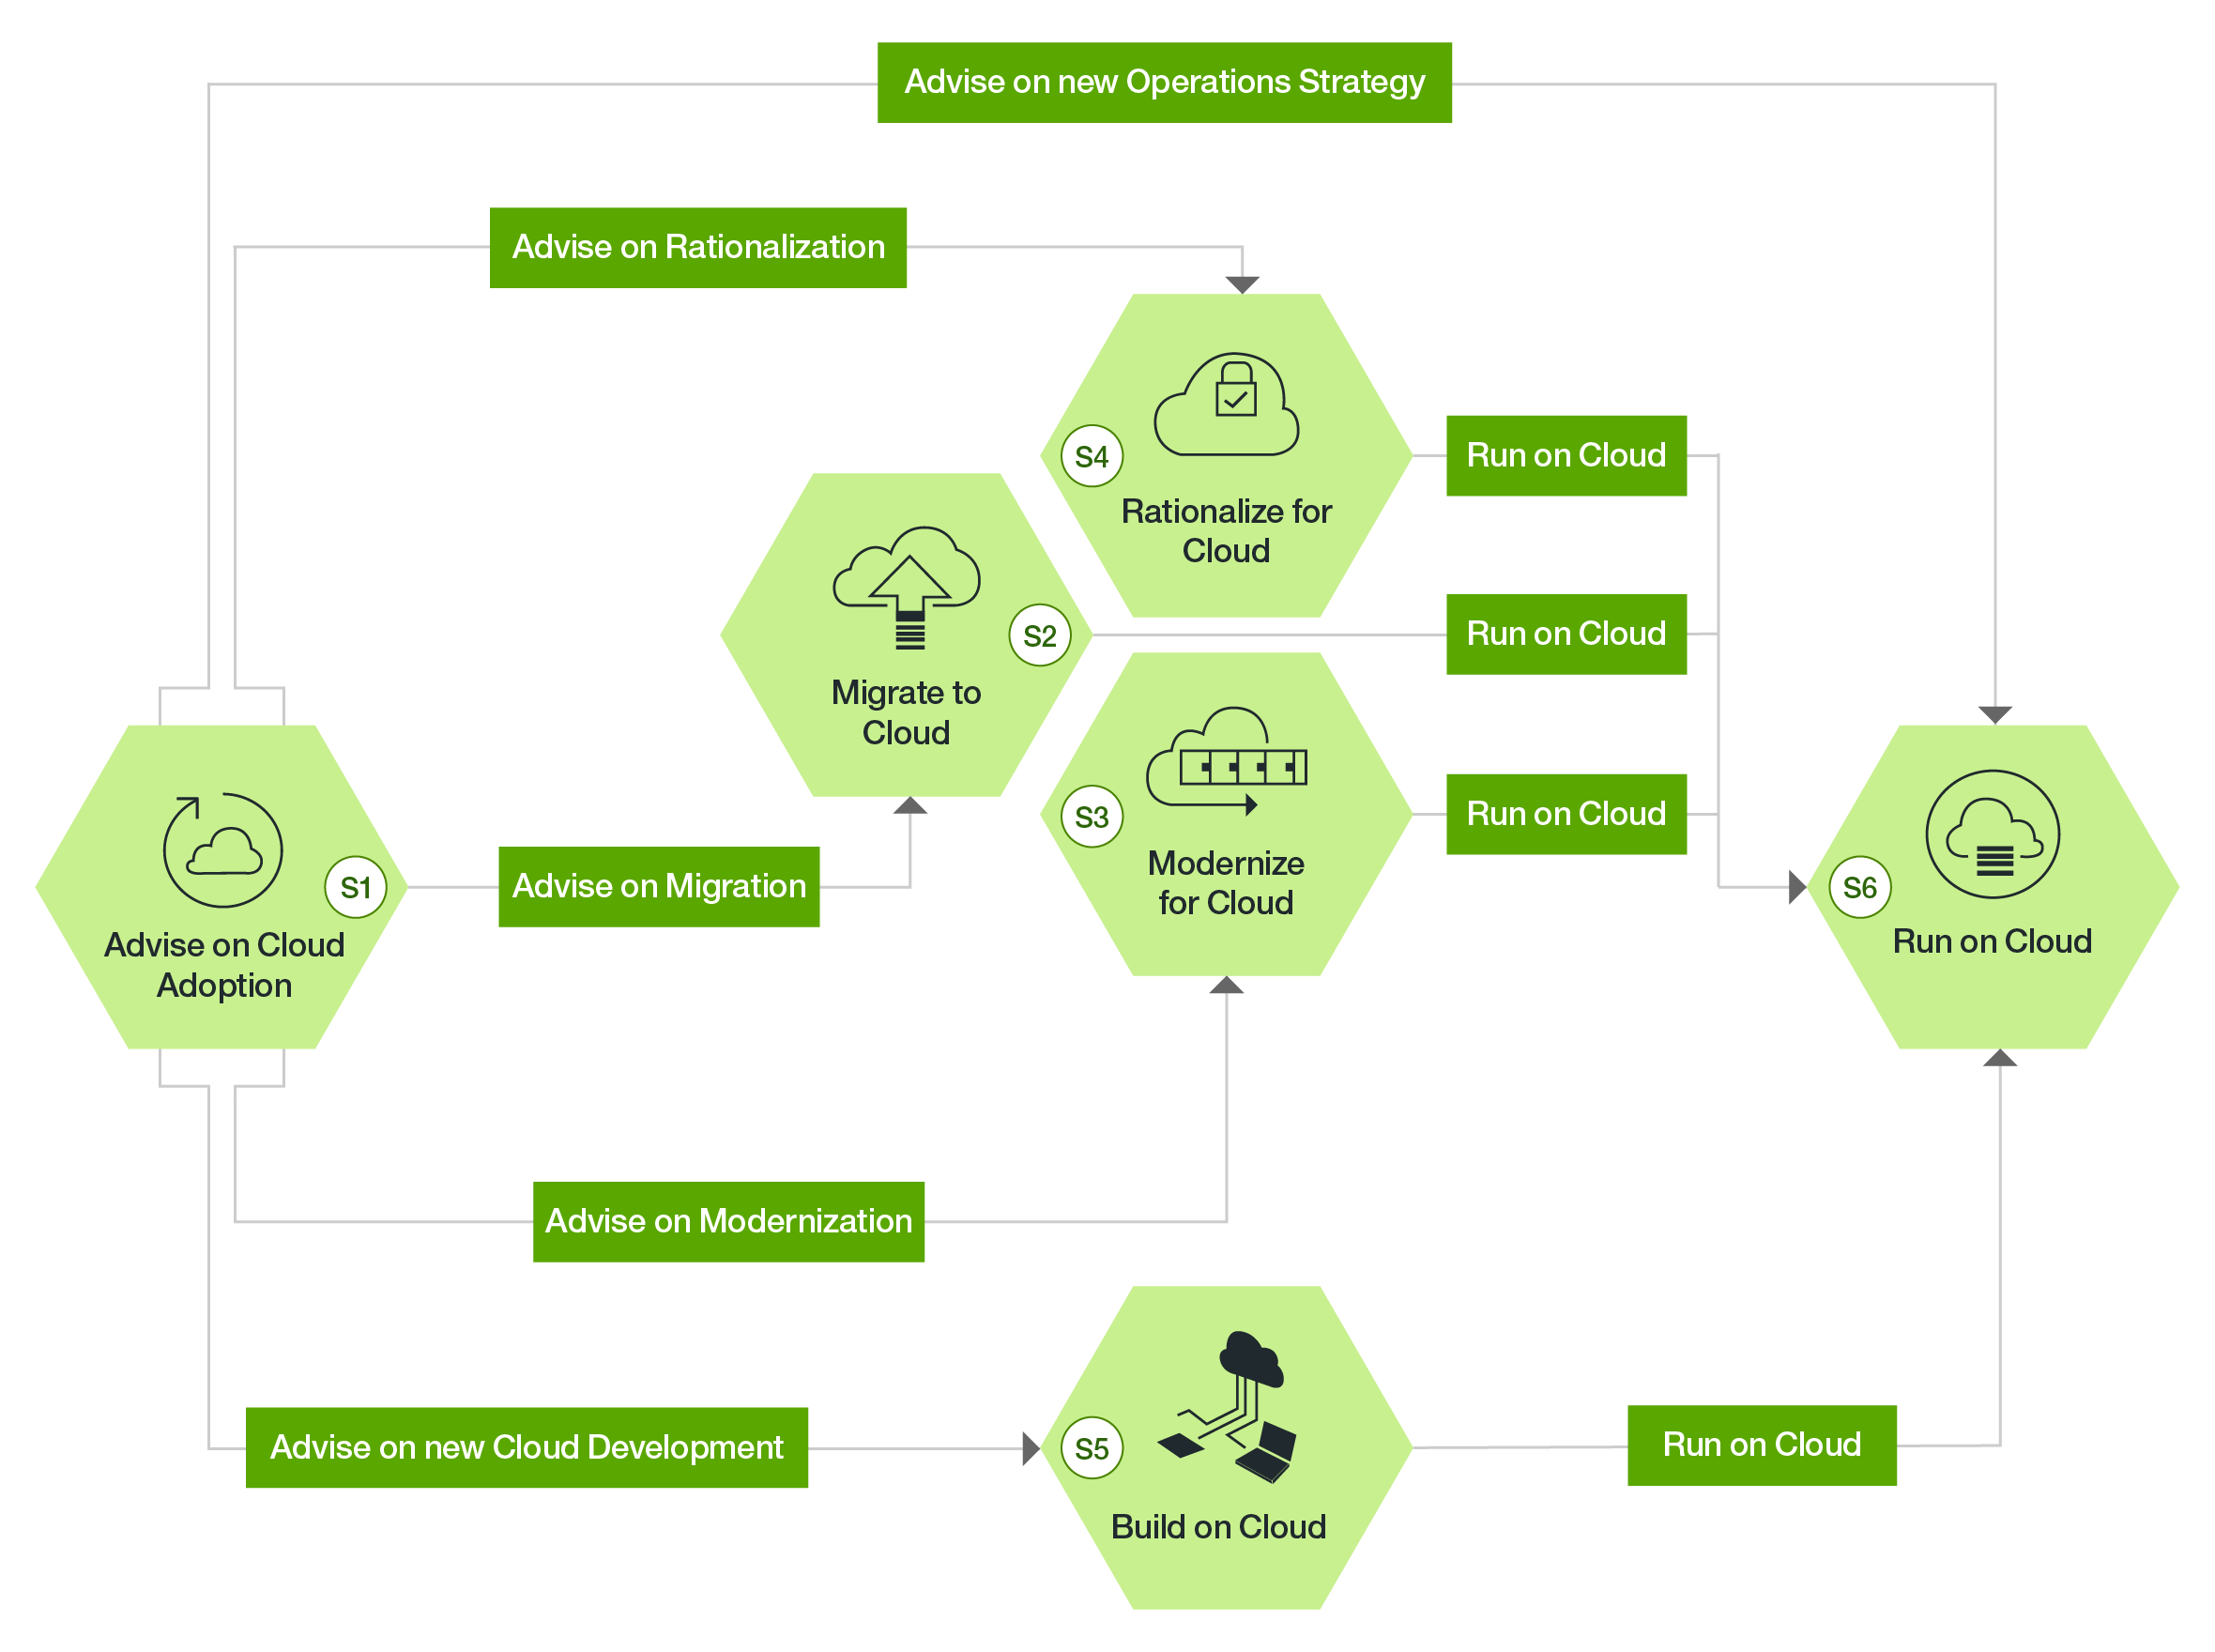 Advise on new Operations Strategy
Advise on Rationalization
S4
Run on Cloud
Rationalize for
Cloud
S2
Run on Cloud
Migrate to
Cloud
S3
Run on Cloud
Modernize
for Cloud
S1
Advise on Migration
Advise on Cloud
Adoption
S6
Run on Cloud
Advise on Modernization
Advise on new Cloud Development
S5
Run on Cloud
Build on Cloud